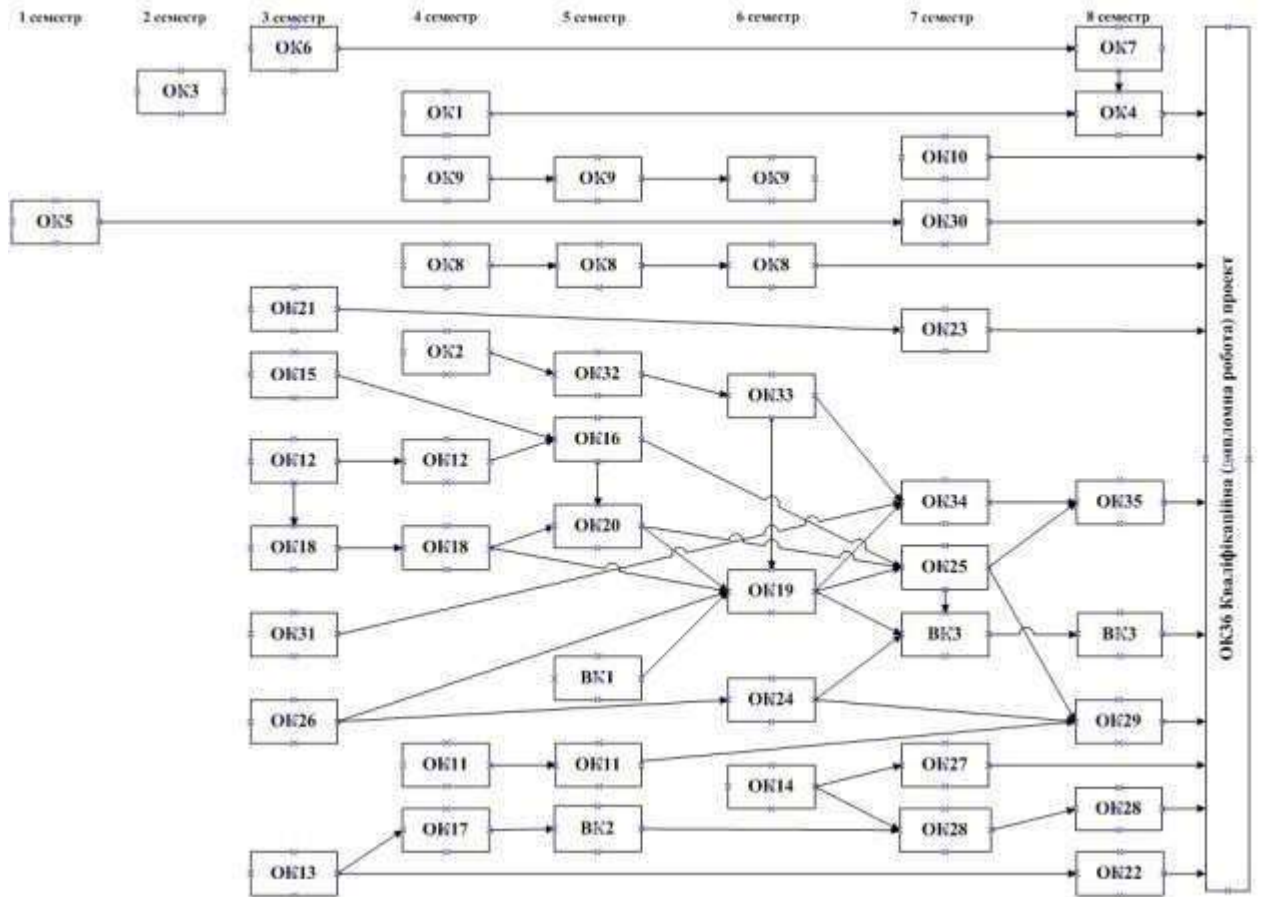 1 семестр 2 семестр 3 семестр 4 семестр 5 семестр 6 семестр 7 семестр 8 семестр
ОК6 ОК7
ОК3
ОК1 ОК4
ОК10
ОК9 ОК9 ОК9
ОК5 ОК30
ОК8 ОК8 ОК8
ОК21
ОК23
ОК2
ОК15 ОК32
ОК33
ОК16
ОК12 ОК12
ОК34 ОК35
ОК20
ОК18 ОК18
ОК25
ОК19
ОК31 ВК3 ВК3
ВК1
ОК24
ОК26 ОК29
ОК11 ОК11 ОК27
ОК14
ОК28
ОК17 ВК2 ОК28
ОК13 ОК22
ОК36 Кваліфікаційна (дипломна робота) проект